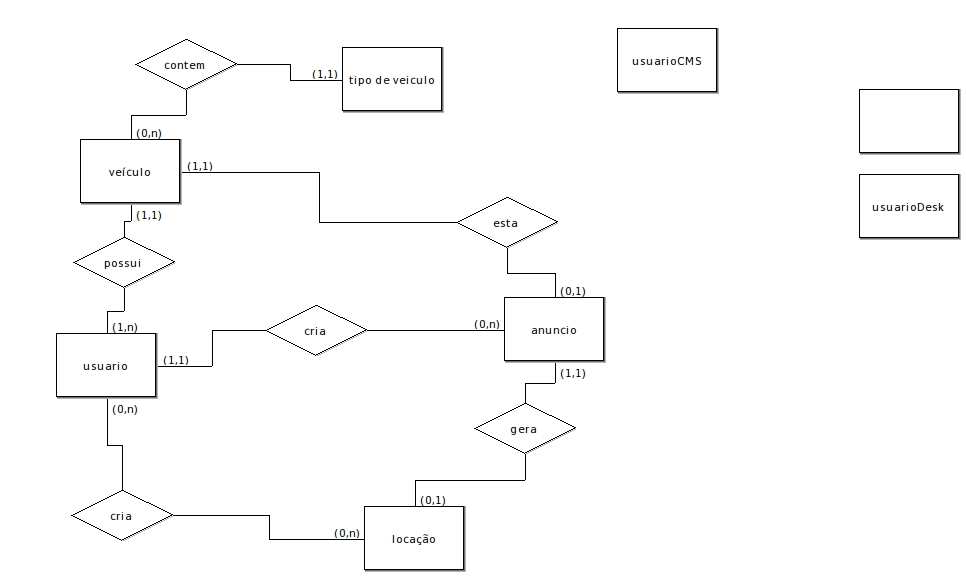 usuarioCMS
contem
(1,1)
tipo de veiculo
(0,n)
veículo
(1,1)
(1,1)
usuarioDesk
esta
possui
(0,1)
(1,n)
cria
(0,n)
anuncio
usuario
(1,1)
(1,1)
(0,n)
gera
(0,1)
cria
(0,n)
locação